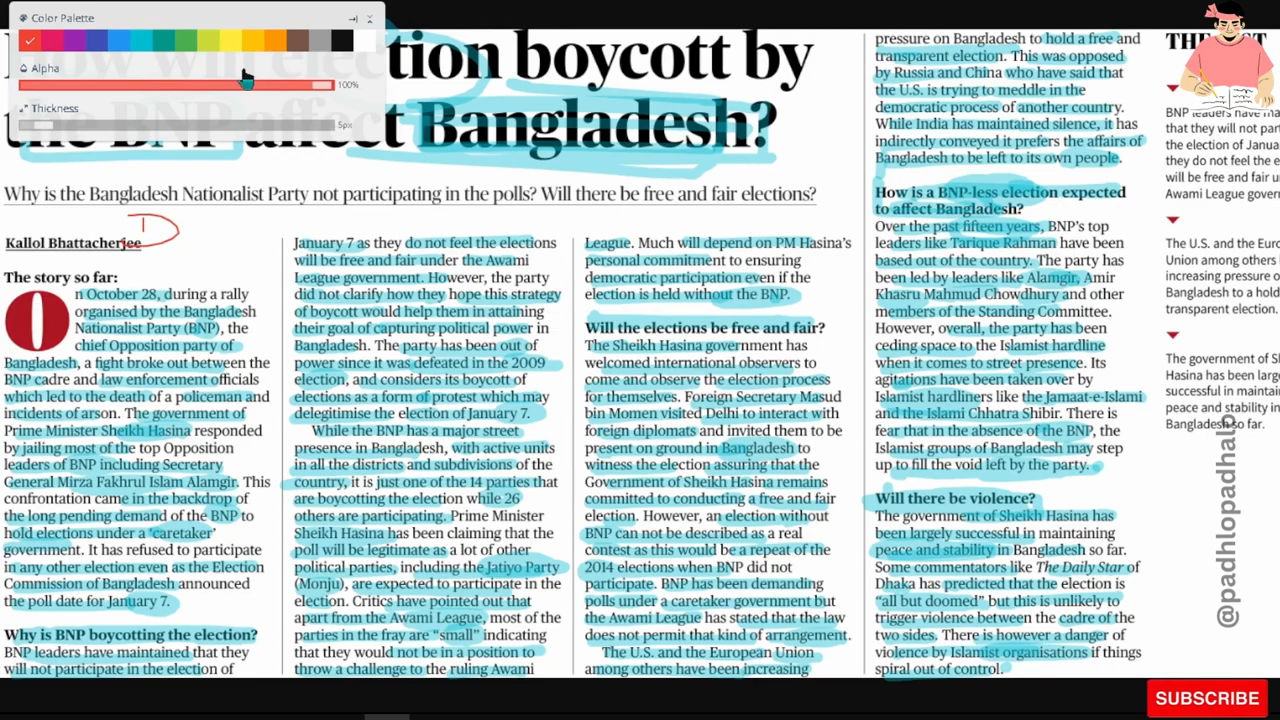 Color Palette
Alpha
100%
Thickness
5px
election boycott by
the BNP affect Bangladesh?
Why is the Bangladesh Nationalist Party not participating in the polls? Will there be free and fair elections?
Kallol Bhattacherjee
The story so far:
On October 28, during a rally
organised by the Bangladesh
Nationalist Party (BNP), the
chief Opposition party of
Bangladesh, a fight broke out between the
BNP cadre and law enforcement officials
which led to the death of a policeman and
incidents of arson. The government of
Prime Minister Sheikh Hasina responded
by jailing most of the top Opposition
leaders of BNP including Secretary
General Mirza Fakhrul Islam Alamgir. This
confrontation came in the backdrop of
the long pending demand of the BNP to
hold elections under a ‘caretaker’
government. It has refused to participate
in any other election even as the Election
Commission of Bangladesh announced
the poll date for January 7.
Why is BNP boycotting the election?
BNP leaders have maintained that they
will not participate in the election of
January 7 as they do not feel the elections
will be free and fair under the Awami
League government. However, the party
did not clarify how they hope this strategy
of boycott would help them in attaining
their goal of capturing political power in
Bangladesh. The party has been out of
power since it was defeated in the 2009
election, and considers its boycott of
elections as a form of protest which may
delegitimise the election of January 7.
While the BNP has a major street
presence in Bangladesh, with active units
in all the districts and subdivisions of the
country, it is just one of the 14 parties that
are boycotting the election while 26
others are participating. Prime Minister
Sheikh Hasina has been claiming that the
poll will be legitimate as a lot of other
political parties, including the Jatiyo Party
(Monju), are expected to participate in the
election. Critics have pointed out that
apart from the Awami League, most of the
parties in the fray are “small” indicating
that they would not be in a position to
throw a challenge to the ruling Awami
League. Much will depend on PM Hasina’s
personal commitment to ensuring
democratic participation even if the
election is held without the BNP.
Will the elections be free and fair?
The Sheikh Hasina government has
welcomed international observers to
come and observe the election process
for themselves. Foreign Secretary Masud
bin Momen visited Delhi to interact with
foreign diplomats and invited them to be
present on ground in Bangladesh to
witness the election assuring that the
Government of Sheikh Hasina remains
committed to conducting a free and fair
election. However, an election without
BNP can not be described as a real
contest as this would be a repeat of the
2014 elections when BNP did not
participate. BNP has been demanding
polls under a caretaker government but
the Awami League has stated that the law
does not permit that kind of arrangement.
The U.S. and the European Union
among others have been increasing
pressure on Bangladesh to hold a free and
transparent election. This was opposed
by Russia and China who have said that
the U.S. is trying to meddle in the
democratic process of another country.
While India has maintained silence, it has
indirectly conveyed it prefers the affairs of
Bangladesh to be left to its own people.
How is a BNP-less election expected
to affect Bangladesh?
Over the past fifteen years, BNP’s top
leaders like Tarique Rahman have been
based out of the country. The party has
been led by leaders like Alamgir, Amir
Khasru Mahmud Chowdhury and other
members of the Standing Committee.
However, overall, the party has been
ceding space to the Islamist hardline
when it comes to street presence. Its
agitations have been taken over by
Islamist hardliners like the Jamaat-e-Islami
and the Islami Chhatra Shibir. There is
fear that in the absence of the BNP, the
Islamist groups of Bangladesh may step
up to fill the void left by the party.
Will there be violence?
The government of Sheikh Hasina has
been largely successful in maintaining
peace and stability in Bangladesh so far.
Some commentators like The Daily Star of
Dhaka has predicted that the election is
“all but doomed” but this is unlikely to
trigger violence between the cadre of the
two sides. There is however a danger of
violence by Islamist organisations if things
spiral out of control.
BNP leaders have
that they will not par
the election of Janua
they do not feel the e
will be free and fair u
Awami League gover
The U.S. and the Euro
Union among others
increasing pressure o
Bangladesh to a hold
transparent election.
The government of S
Hasina has been larg
successful in maintai
peace and stability in
Bangladesh so far.
@padhlopadhalo
SUBSCRIBE